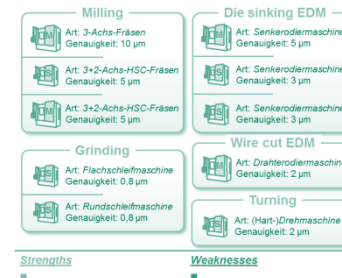 Milling
Art: 3-Achs-Fräsen
Genauigkeit: 10 µm
Art: 3+2-Achs-HSC-Fräsen
Genauigkeit: 5 µm
Art: 3+2-Achs-HSC-Fräsen
Genauigkeit: 5 µm
Grinding
Art: Flachschleifmaschine
Genauigkeit: 0,8 µm
Art: Rundschleifmaschine
Genauigkeit: 0,8 µm
Die sinking EDM
Art: Senkerodiermaschine
Genauigkeit: 5 µm
Art: Senkerodiermaschine
Genauigkeit: 3 µm
Art: Senkerodiermaschine
Genauigkeit: 3 µm
Wire cut EDM
Art: Drahterodiermaschine
Genauigkeit: 2 µm
Turning
Art: (Hart-)Drehmaschine
Genauigkeit: 2 µm
Strengths
Weaknesses